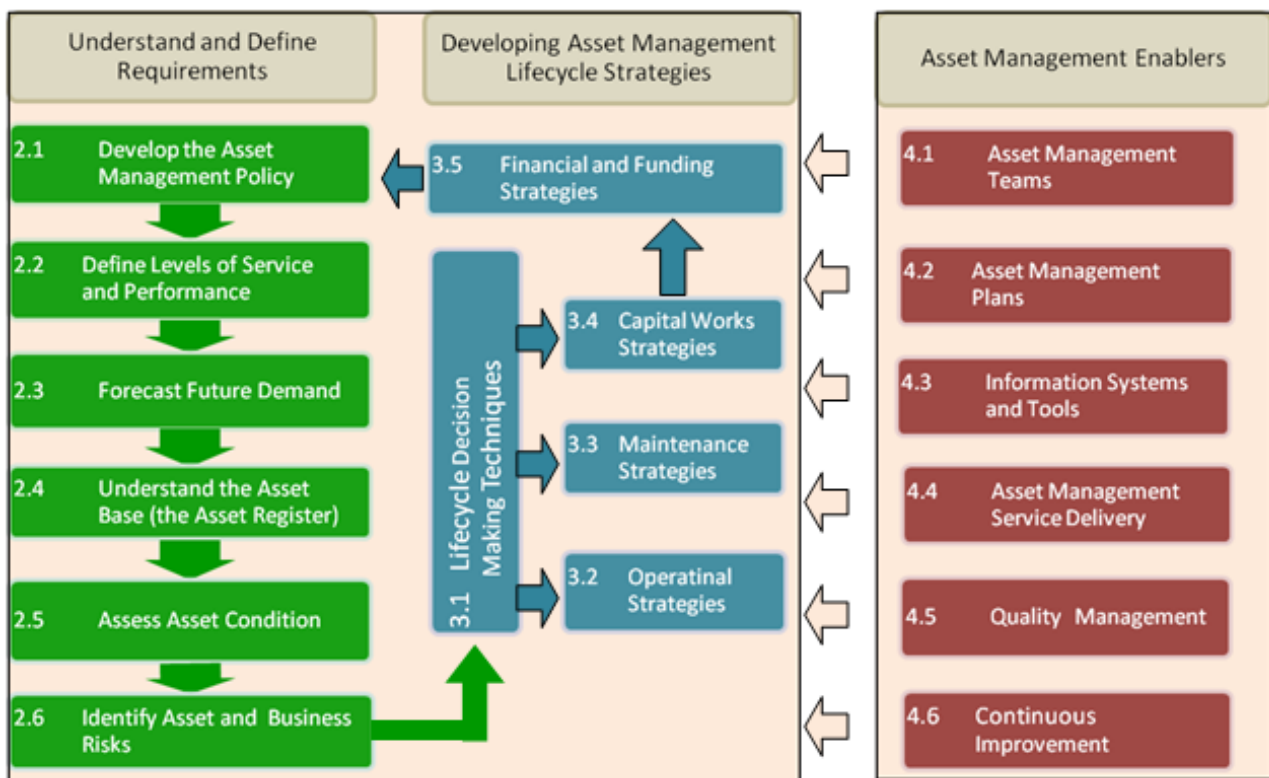 Understand and Define
Requirements
2.1 Develop the Asset
Management Policy
2.2 Define Levels of Service
and Performance
2.3 Forecast Future Demand
2.4 Understand the Asset
Base (the Asset Register)
2.5 Assess Asset Condition
2.6 Identify Asset and Business
Risks
Developing Asset Management
Lifecycle Strategies
3.5 Financial and Funding
Strategies
3.1 Lifecycle Decision
Making Techniques
3.4 Capital Works
Strategies
3.3 Maintenance
Strategies
3.2 Operatinal
Strategies
Asset Management Enablers
4.1 Asset Management
Teams
4.2 Asset Management
Plans
4.3 Information Systems
and Tools
4.4 Asset Management
Service Delivery
4.5 Quality Management
4.6 Continuous
Improvement